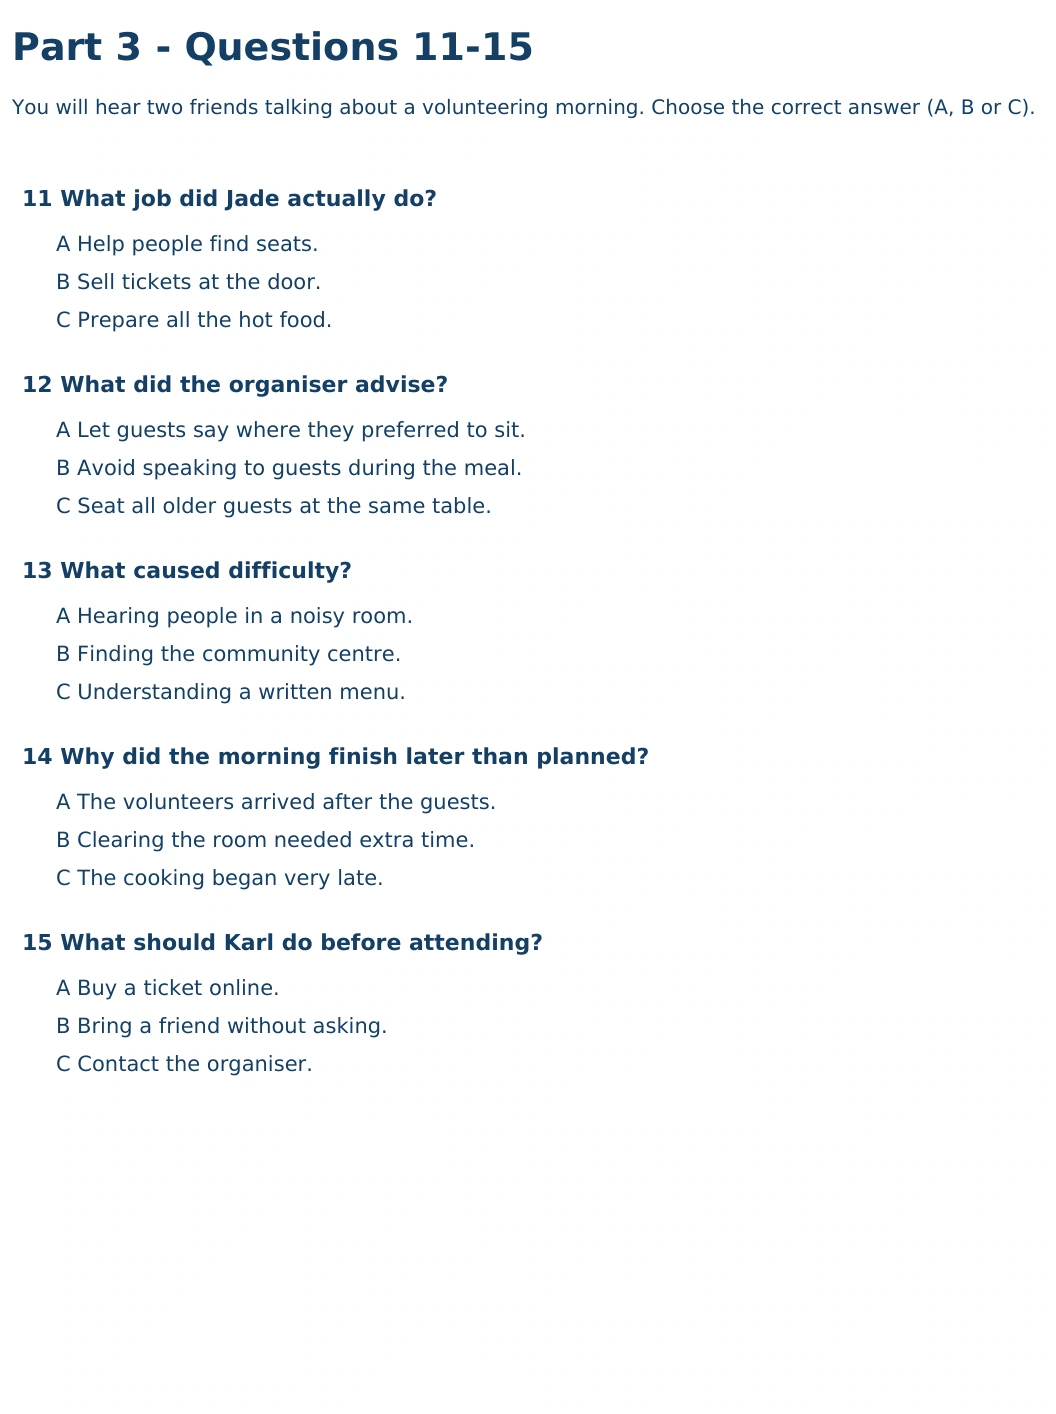 Part 3 - Questions 11-15
You will hear two friends talking about a volunteering morning. Choose the correct answer (A, B or C).
11 What job did Jade actually do?
A Help people find seats.
B Sell tickets at the door.
C Prepare all the hot food.
12 What did the organiser advise?
A Let guests say where they preferred to sit.
B Avoid speaking to guests during the meal.
C Seat all older guests at the same table.
13 What caused difficulty?
A Hearing people in a noisy room.
B Finding the community centre.
C Understanding a written menu.
14 Why did the morning finish later than planned?
A The volunteers arrived after the guests.
B Clearing the room needed extra time.
C The cooking began very late.
15 What should Karl do before attending?
A Buy a ticket online.
B Bring a friend without asking.
C Contact the organiser.